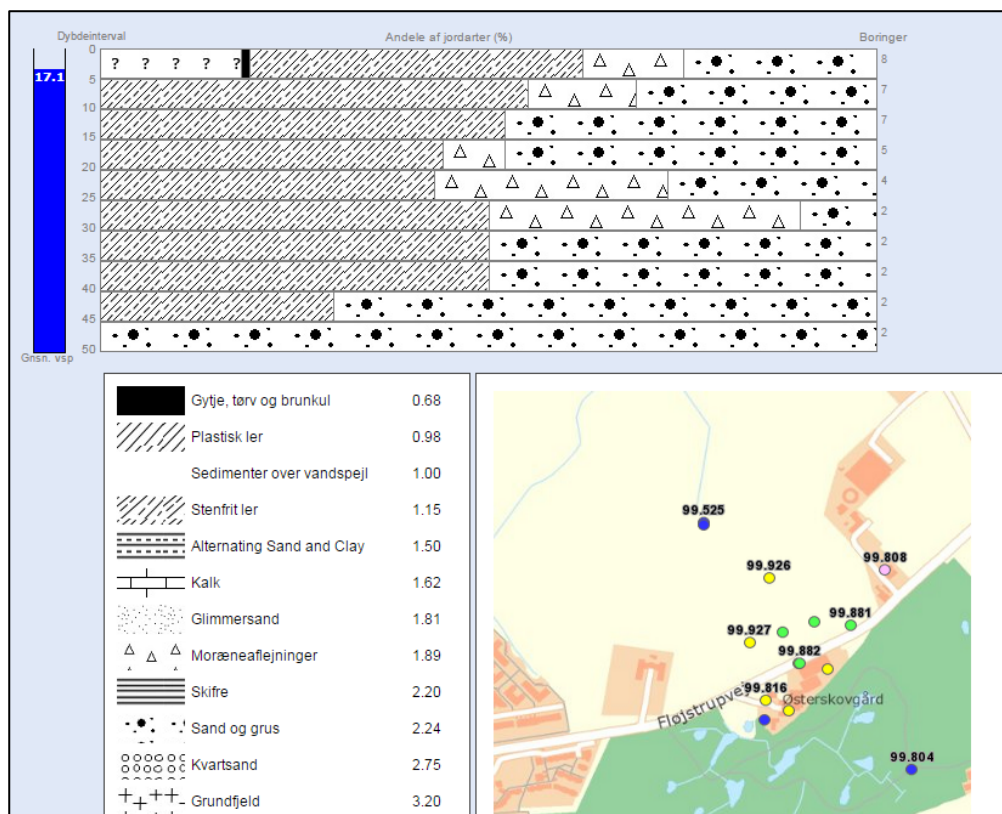 Dybdeinterval
Andele af jordarter (%)
Boringer
0
8
17.1
5
7
10
7
15
5
20
4
25
2
30
2
35
2
40
2
45
2
50
Gnsn. vsp
? ? ? ? ?
Gytje, tørv og brunkul 0.68
Plastisk ler 0.98
Sedimenter over vandspejl 1.00
Stenfrit ler 1.15
Alternating Sand and Clay 1.50
Kalk 1.62
Glimmersand 1.81
Moræneaflejninger 1.89
Skifre 2.20
Sand og grus 2.24
Kvartsand 2.75
Grundfjeld 3.20
99.525
99.926
99.808
99.881
99.927
99.882
99.816
Østerskovgård
Fløjstrupvej
99.804